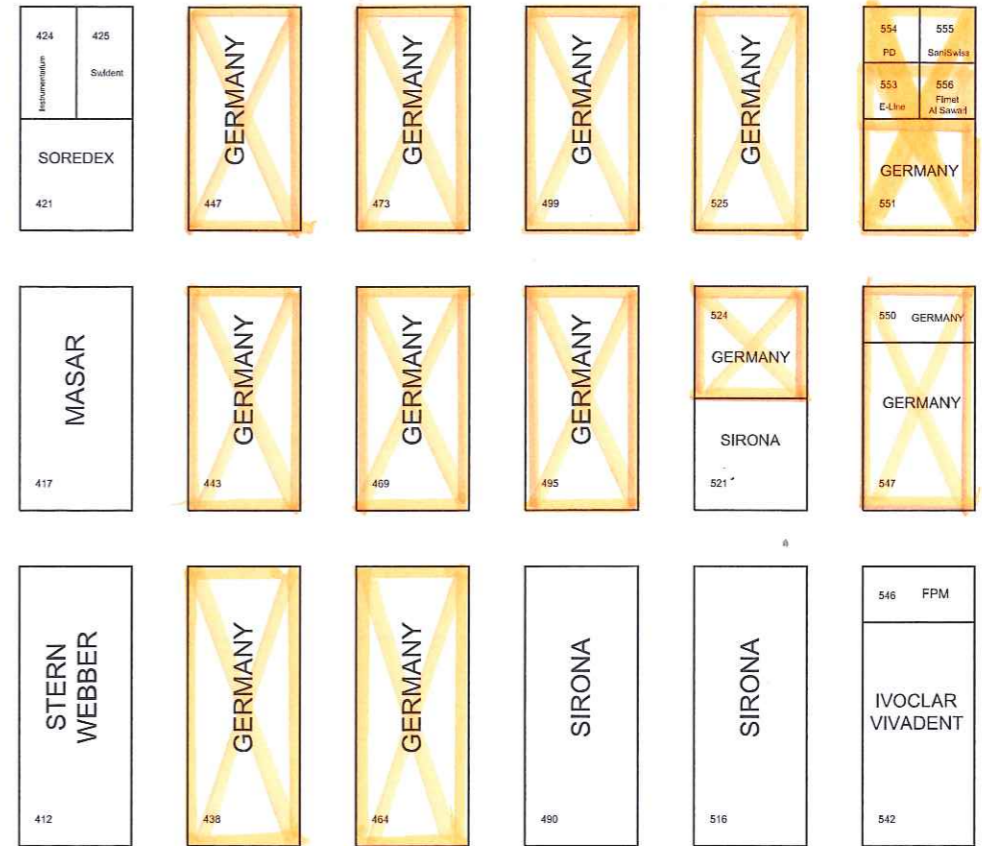 424
425
Instrumentarium
Swident
SOREDEX
421
GERMANY
447
GERMANY
473
GERMANY
499
GERMANY
525
554
555
PD
SaniSwiss
553
556
E-Line
Fimet
Al Sawari
GERMANY
551
MASAR
417
GERMANY
443
GERMANY
469
GERMANY
495
524
GERMANY
SIRONA
521
550 GERMANY
GERMANY
547
STERN
WEBBER
412
GERMANY
438
GERMANY
464
SIRONA
490
SIRONA
516
546 FPM
IVOCLAR
VIVADENT
542